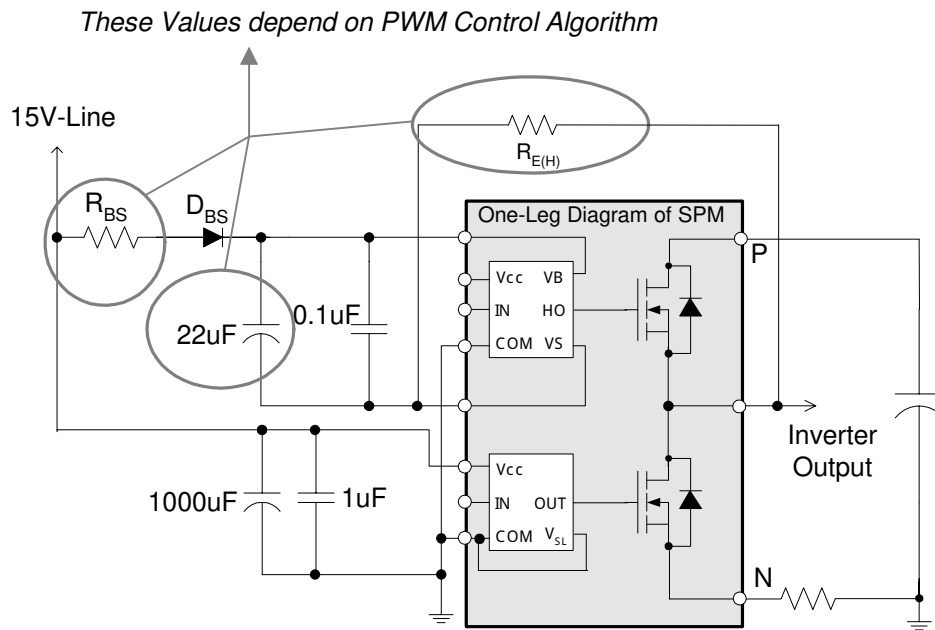 These Values depend on PWM Control Algorithm
15V-Line
R_E(H)
R_BS
D_BS
One-Leg Diagram of SPM
P
Vcc
VB
22uF
0.1uF
IN
HO
COM
VS
Inverter
Output
Vcc
1000uF
1uF
IN
OUT
COM
V_SL
N